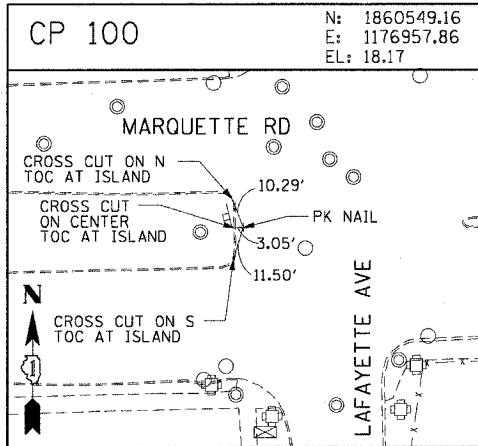 CP 100
N: 1860549.16
E: 1176957.86
EL: 18.17
MARQUETTE RD
CROSS CUT ON N
TOC AT ISLAND
10.29'
CROSS CUT
ON CENTER
TOC AT ISLAND
PK NAIL
3.05'
11.50'
N
CROSS CUT ON S
TOC AT ISLAND
LAFAYETTE AVE